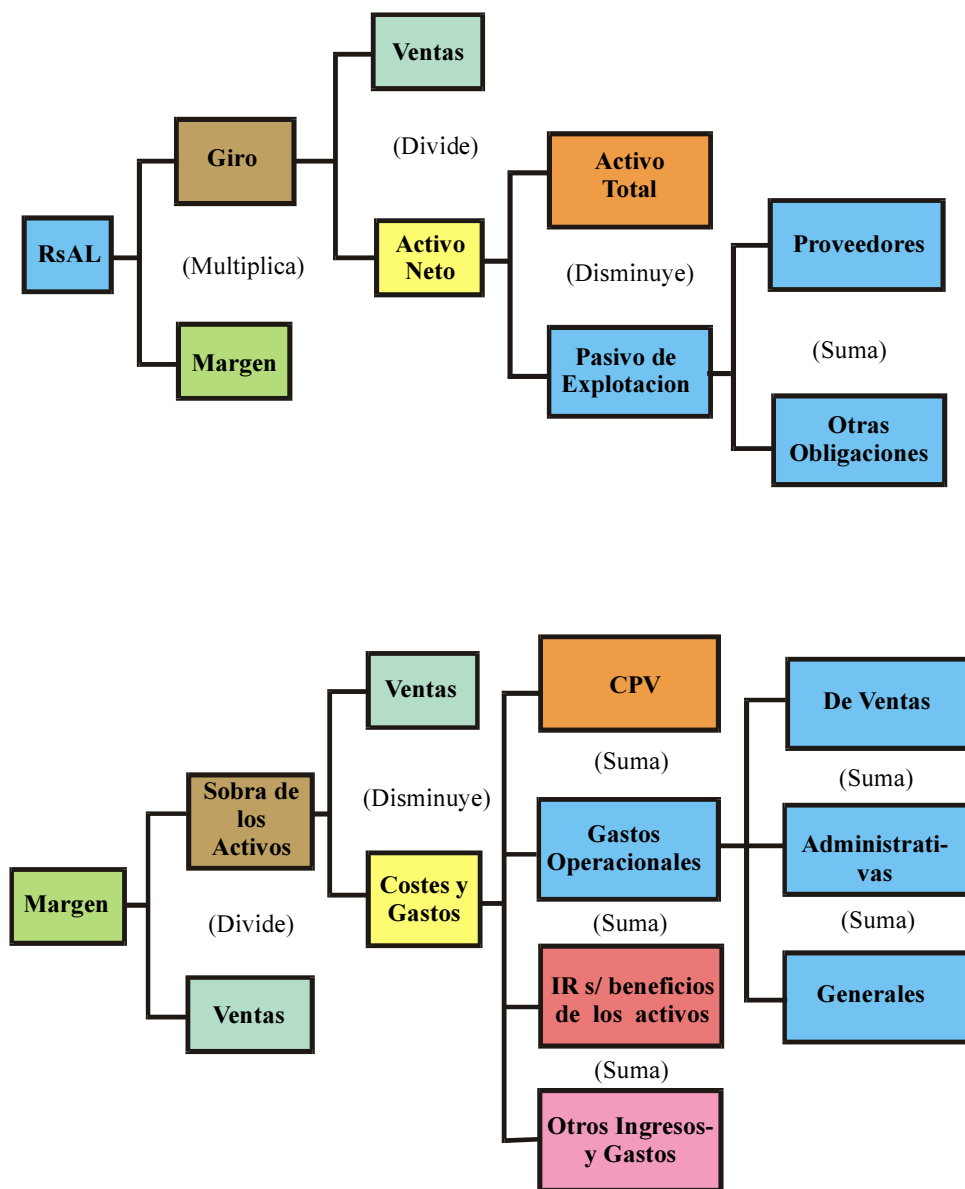 Ventas
(Divide)
Giro
Activo
Total
RsAL
(Multiplica)
Activo
Neto
(Disminuye)
Proveedores
Margen
Pasivo de
Explotacion
(Suma)
Otras
Obligaciones
Ventas
CPV
De Ventas
(Suma)
(Suma)
Sobra de
los
Activos
(Disminuye)
Gastos
Operacionales
Administrati-
vas
Margen
(Divide)
Costes y
Gastos
(Suma)
(Suma)
Ventas
IR s/ beneficios
de los activos
Generales
(Suma)
Otros Ingresos-
y Gastos